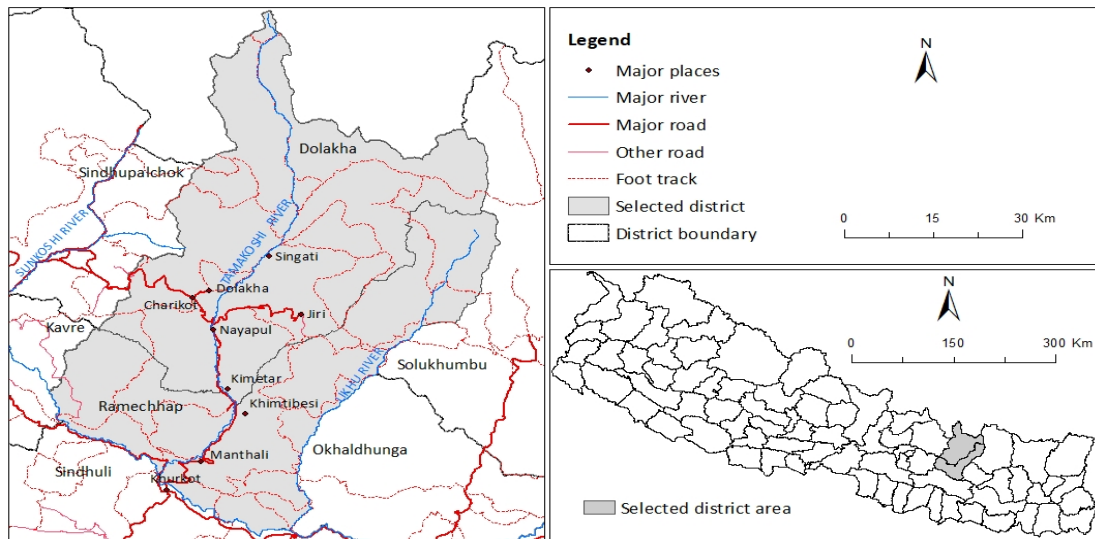 Dolakha
Sindhupalchok
SUNKOSHI RIVER
TAMAKOSHI RIVER
Singati
Dolakha
Charikot
Jiri
Nayapul
Kavre
LIKHU RIVER
Solukhumbu
Kimetar
Ramechhap
Khimtibesi
Okhaldhunga
Manthali
Sindhuli
Khurkot
Legend
Major places
Major river
Major road
Other road
Foot track
Selected district
District boundary
N
0 15 30 Km
N
0 150 300 Km
Selected district area